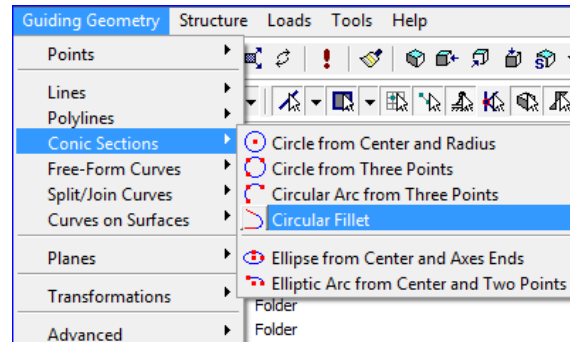 Guiding Geometry Structure Loads Tools Help
Points
Lines
Polylines
Conic Sections
Free-Form Curves
Split/Join Curves
Curves on Surfaces
Planes
Transformations
Advanced
Circle from Center and Radius
Circle from Three Points
Circular Arc from Three Points
Circular Fillet
Ellipse from Center and Axes Ends
Elliptic Arc from Center and Two Points
Folder
Folder